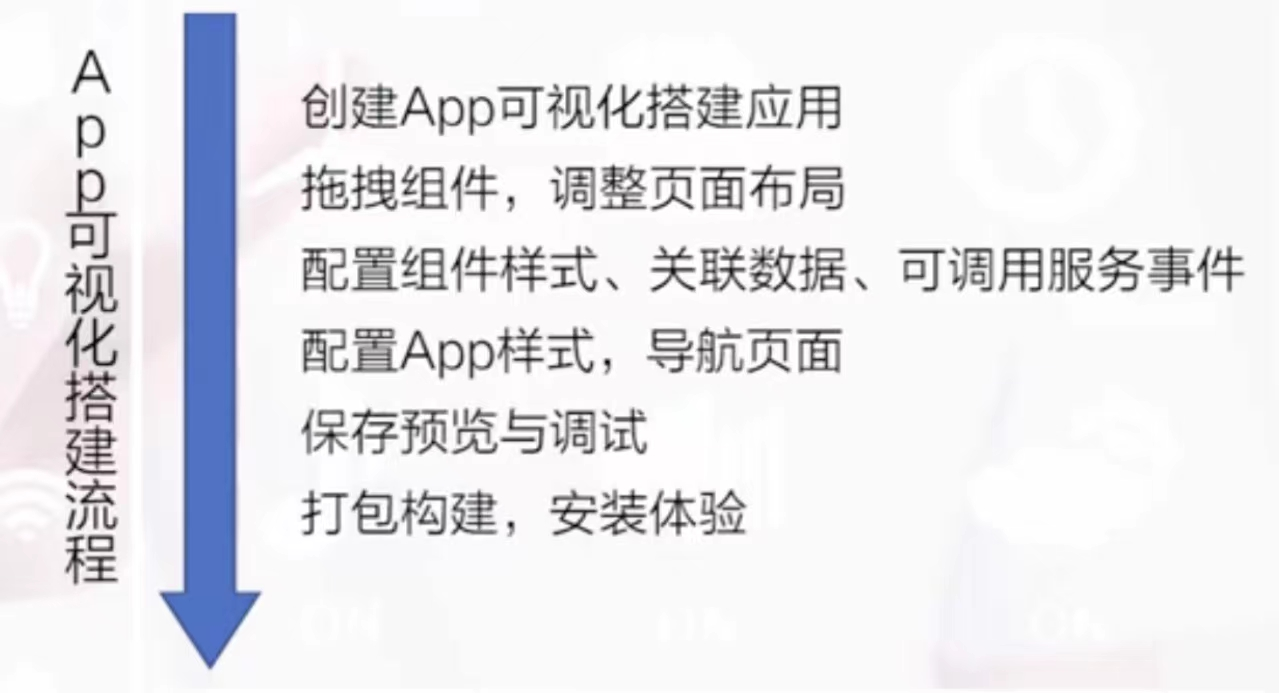 App可视化搭建流程
创建App可视化搭建应用
拖拽组件，调整页面布局
配置组件样式、关联数据、可调用服务事件
配置App样式，导航页面
保存预览与调试
打包构建，安装体验
ON
ON
ON